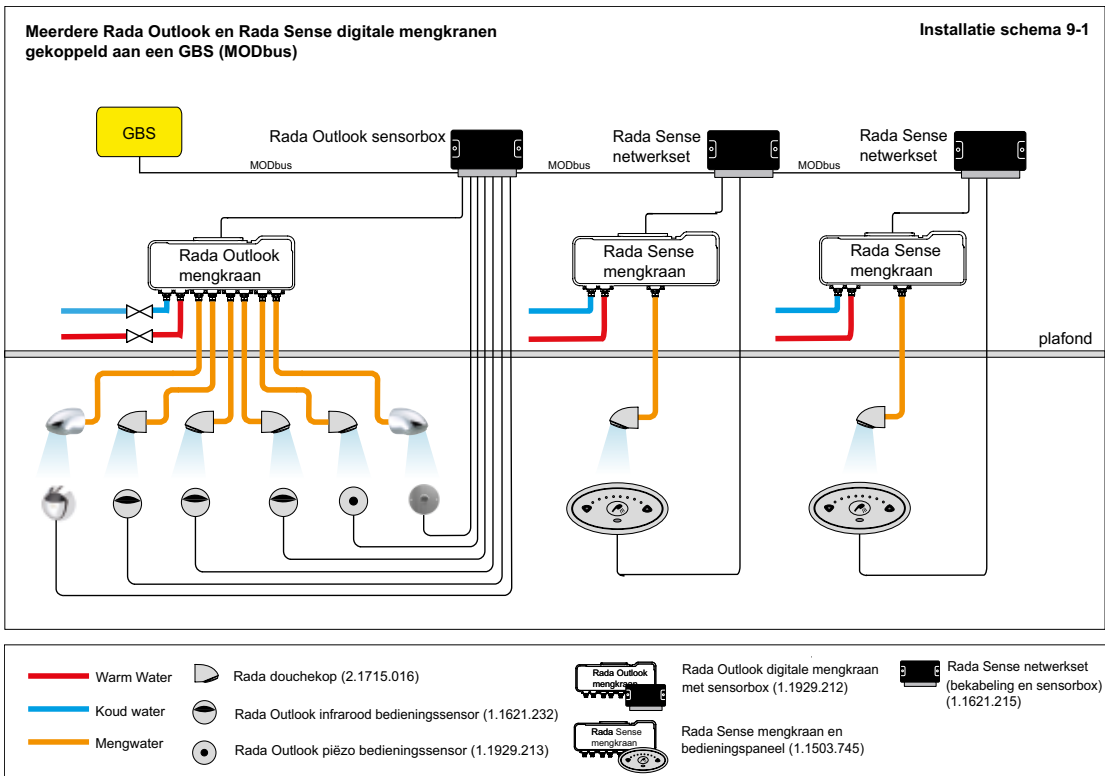 Meerdere Rada Outlook en Rada Sense digitale mengkranen
gekoppeld aan een GBS (MODbus)
Installatie schema 9-1
GBS
Rada Outlook sensorbox
Rada Sense
netwerkset
Rada Sense
netwerkset
MODbus
MODbus
MODbus
Rada Outlook
mengkraan
Rada Sense
mengkraan
Rada Sense
mengkraan
plafond
Warm Water
Koud water
Mengwater
Rada douchekop (2.1715.016)
Rada Outlook infrarood bedieningssensor (1.1621.232)
Rada Outlook piëzo bedieningssensor (1.1929.213)
Rada Outlook
mengkraan
Rada Outlook digitale mengkraan
met sensorbox (1.1929.212)
Rada Sense
mengkraan
Rada Sense mengkraan en
bedieningspaneel (1.1503.745)
Rada Sense netwerkset
(bekabeling en sensorbox)
(1.1621.215)